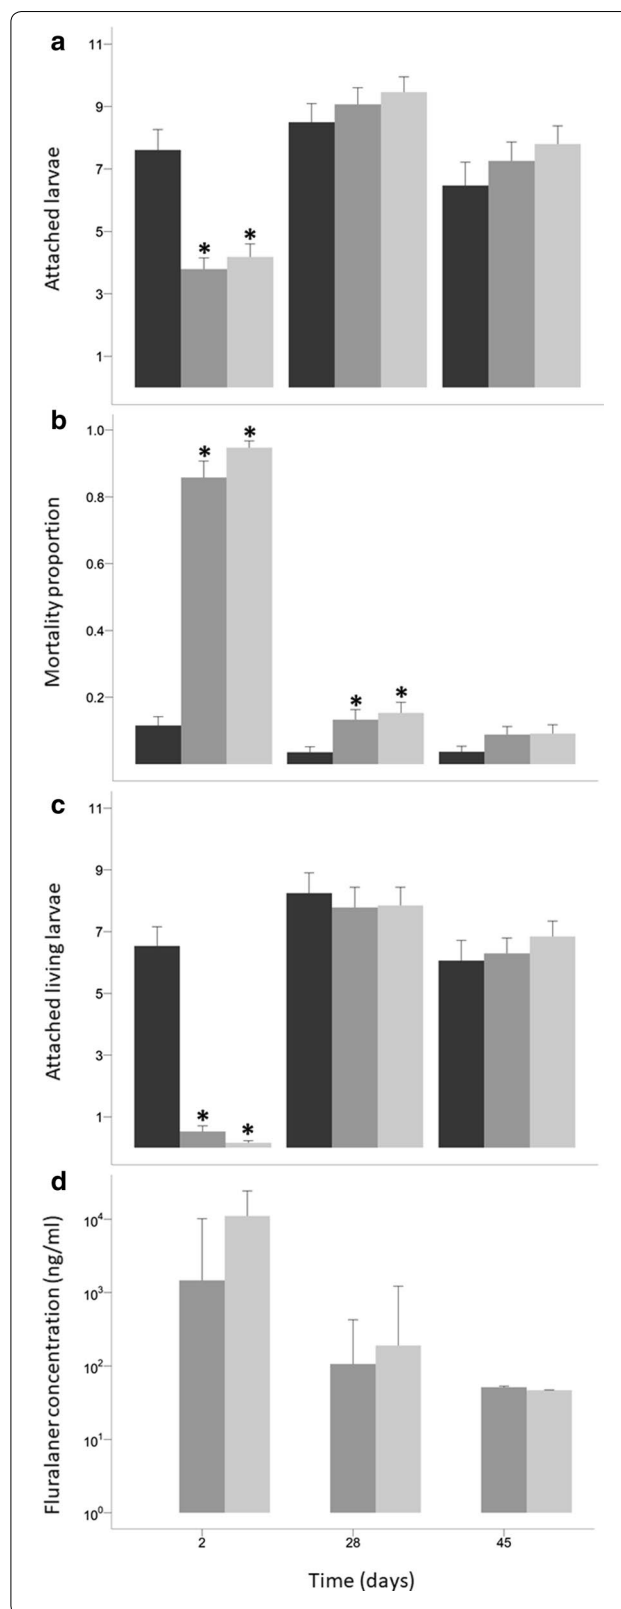 a
Attached larvae
11
9
7
5
3
1
* *
b
Mortality proportion
1.0
0.8
0.6
0.4
0.2
* *
* *
c
Attached living larvae
11
9
7
5
3
1
* *
d
Fluralaner concentration (ng/ml)
10⁴
10³
10²
10¹
10⁰
2 28 45
Time (days)